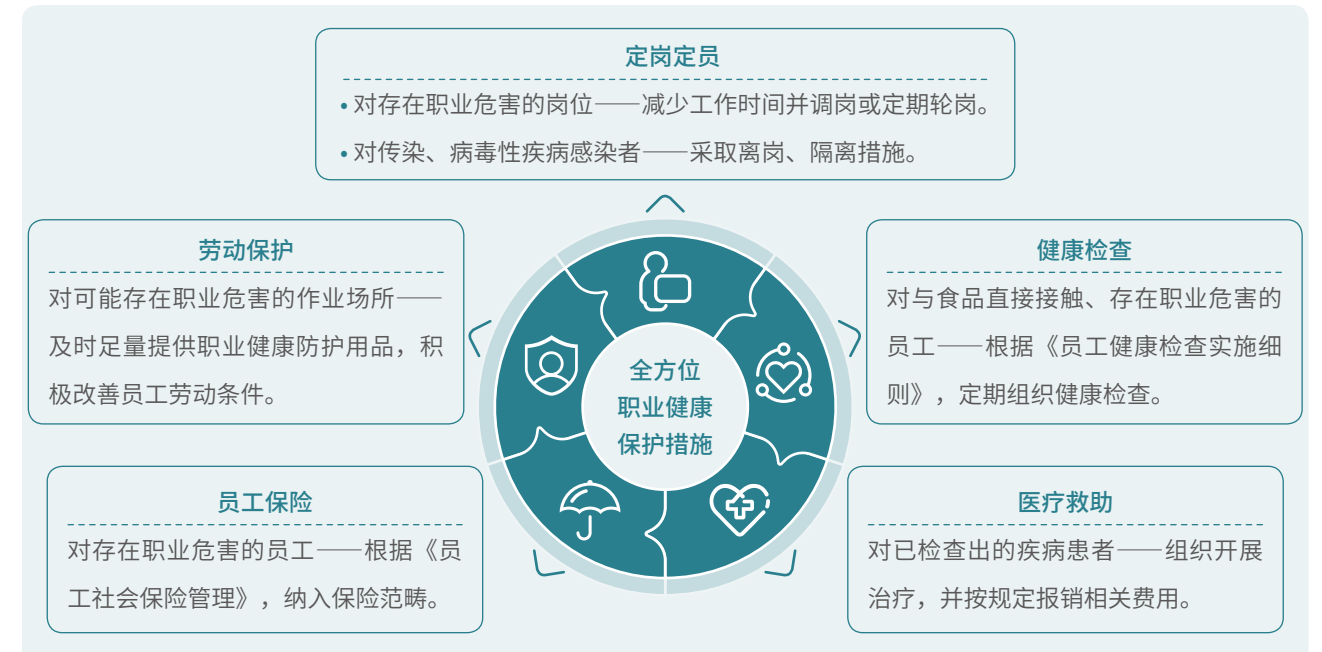 定岗定员
• 对存在职业危害的岗位——减少工作时间并调岗或定期轮岗。
• 对传染、病毒性疾病感染者——采取离岗、隔离措施。
劳动保护
对可能存在职业危害的作业场所——
及时足量提供职业健康防护用品，积
极改善员工劳动条件。
健康检查
对与食品直接接触、存在职业危害的
员工——根据《员工健康检查实施细
则》，定期组织健康检查。
全方位
职业健康
保护措施
员工保险
对存在职业危害的员工——根据《员
工社会保险管理》，纳入保险范畴。
医疗救助
对已检查出的疾病患者——组织开展
治疗，并按规定报销相关费用。